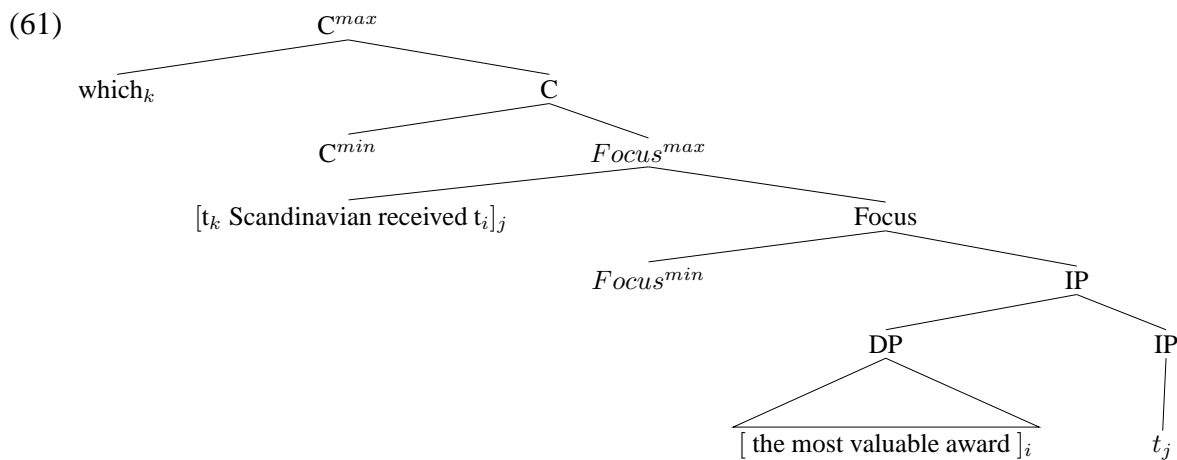 (61)
C^max
which_k
C
C^min
Focus^max
[t_k Scandinavian received t_i]_j
Focus
Focus^min
IP
DP
IP
[ the most valuable award ]_i
t_j